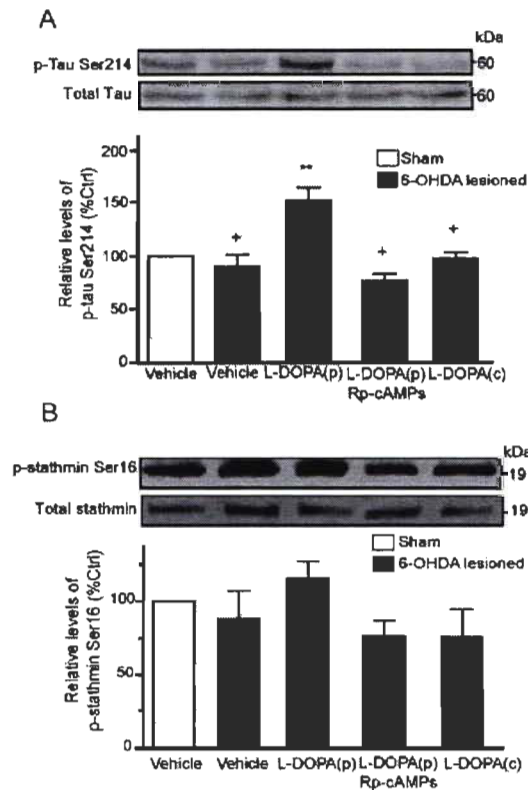 A
kDa
p-Tau Ser214
60
Total Tau
60
200
150
100
50
0
Relative levels of
p-tau Ser214 (%Ctrl)
Sham
6-OHDA lesioned
**
+
+
+
Vehicle Vehicle L-DOPA(p) L-DOPA(p) L-DOPA(c)
Rp-cAMPs
B
kDa
p-stathmin Ser16
19
Total stathmin
19
Sham
6-OHDA lesioned
100
50
0
Relative levels of
p-stathmin Ser16 (%Ctrl)
Vehicle Vehicle L-DOPA(p) L-DOPA(p) L-DOPA(c)
Rp-cAMPs